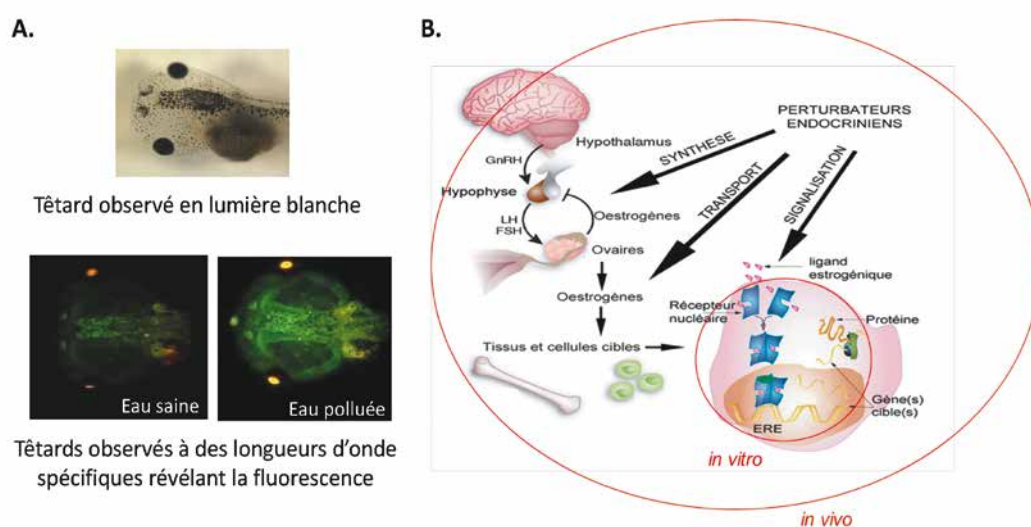 A.
Têtard observé en lumière blanche
Eau saine
Eau polluée
Têtards observés à des longueurs d'onde
spécifiques révélant la fluorescence
B.
PERTURBATEURS
ENDOCRINIENS
Hypothalamus
SYNTHESE
GnRH
Hypophyse
TRANSPORT
SIGNALISATION
LH
FSH
Oestrogènes
Ovaires
ligand
estrogénique
Oestrogènes
Récepteur
nucléaire
Protéine
Tissus et cellules cibles
Gène(s)
cible(s)
ERE
in vitro
in vivo